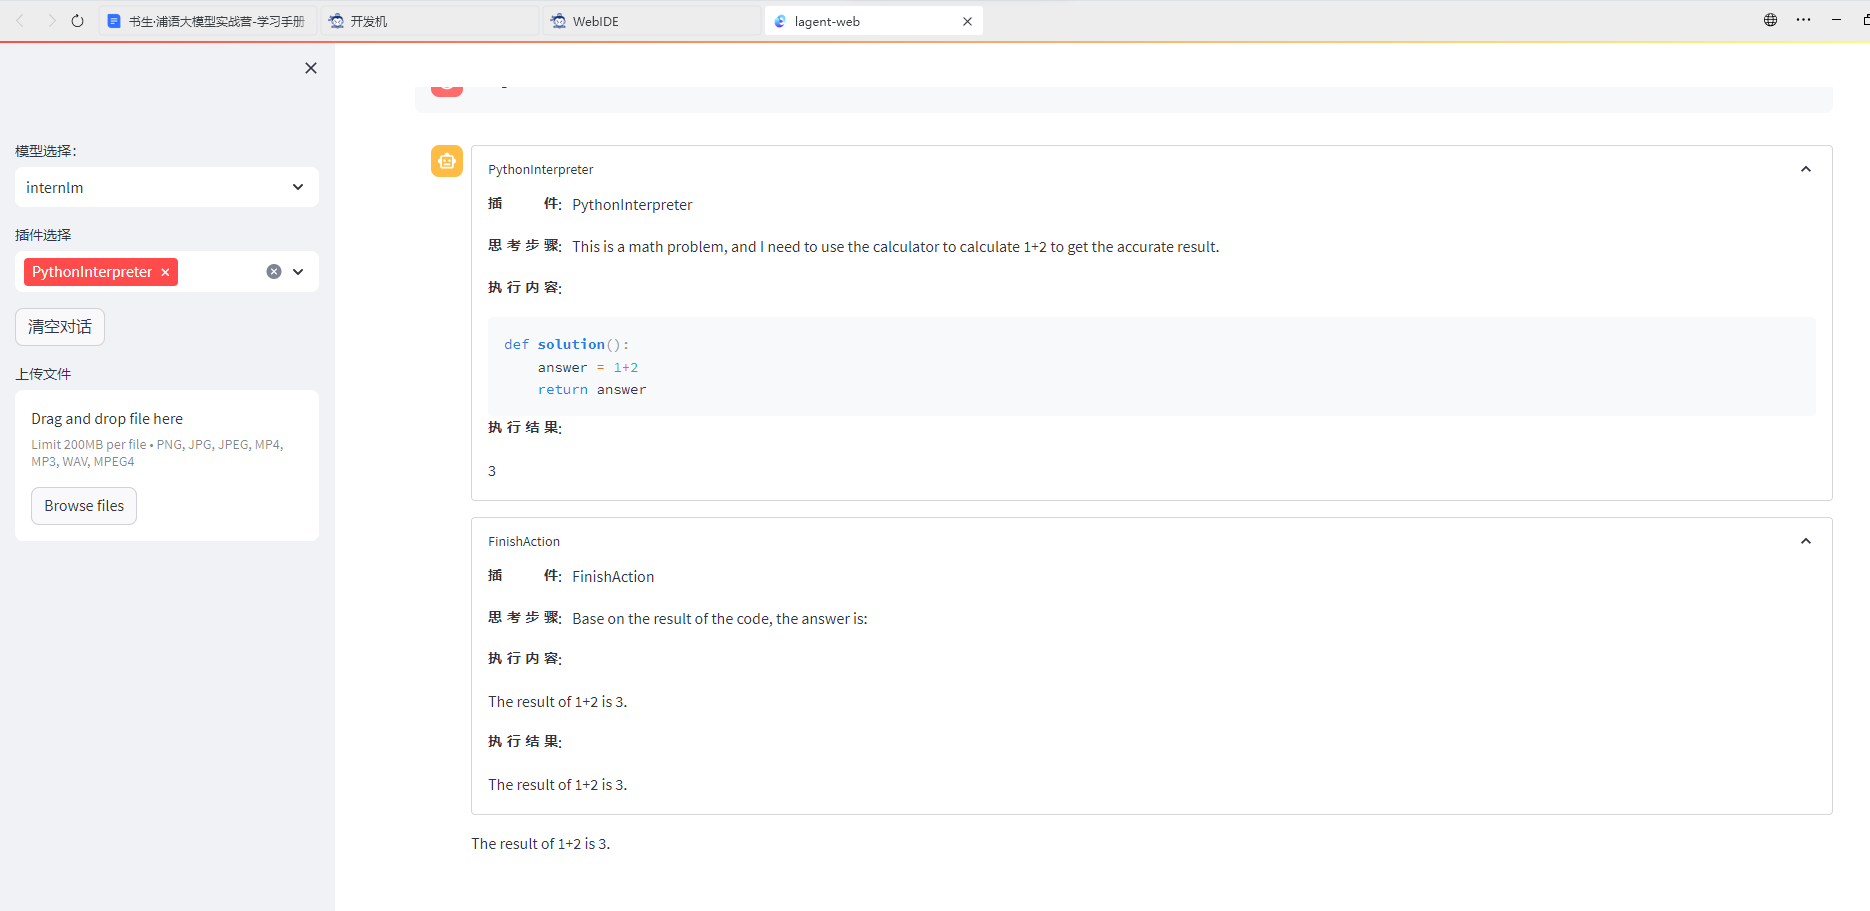 书生·浦语大模型实战营-学习手册
开发机
WebIDE
lagent-web
模型选择：
internlm
插件选择
PythonInterpreter
清空对话
上传文件
Drag and drop file here
Limit 200MB per file • PNG, JPG, JPEG, MP4,
MP3, WAV, MPEG4
Browse files
PythonInterpreter
插 件: PythonInterpreter
思 考 步 骤: This is a math problem, and I need to use the calculator to calculate 1+2 to get the accurate result.
执 行 内 容:
def solution():
answer = 1+2
return answer
执 行 结 果:
3
FinishAction
插 件: FinishAction
思 考 步 骤: Base on the result of the code, the answer is:
执 行 内 容:
The result of 1+2 is 3.
执 行 结 果:
The result of 1+2 is 3.
The result of 1+2 is 3.